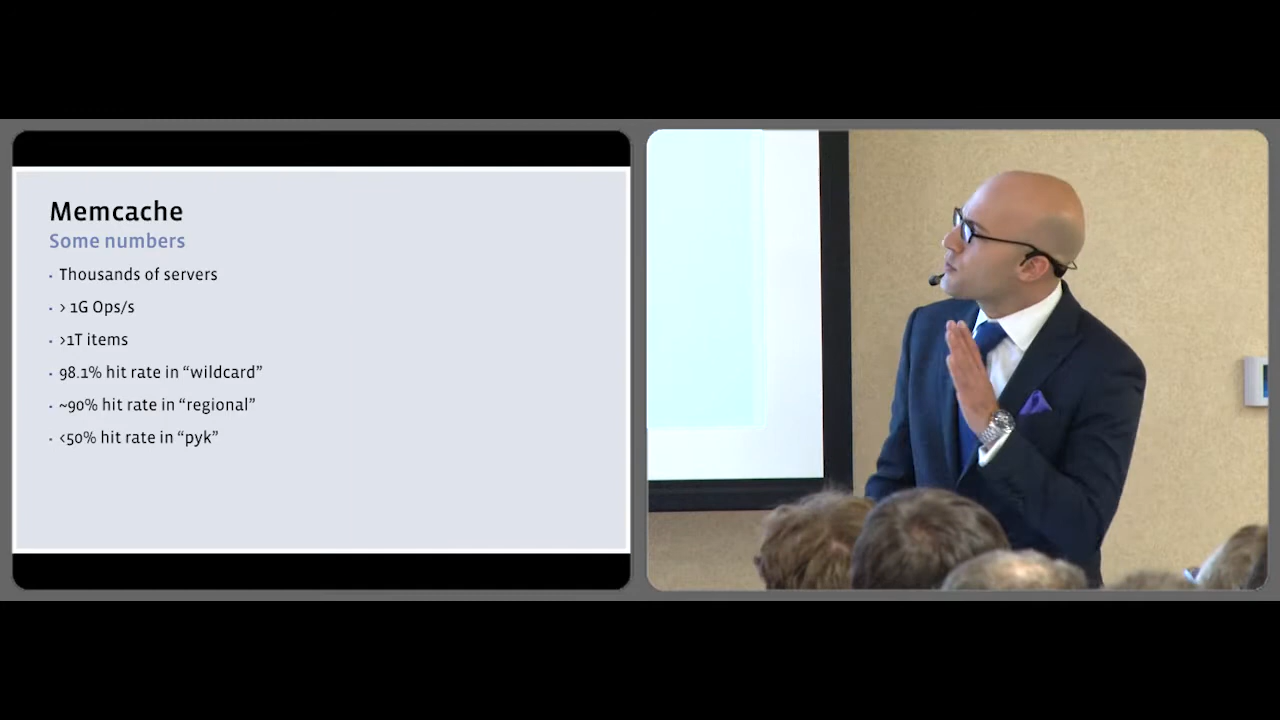 Memcache
Some numbers
· Thousands of servers
· > 1G Ops/s
· >1T items
· 98.1% hit rate in “wildcard”
· ~90% hit rate in “regional”
· <50% hit rate in “pyk”